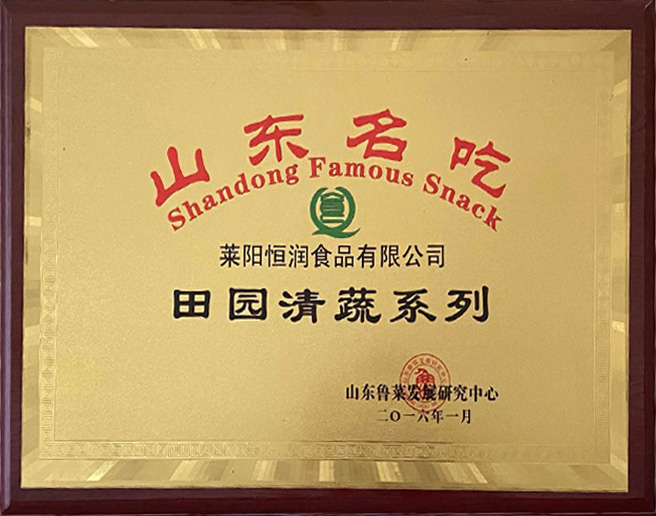 山东名吃
Shandong Famous Snack
莱阳恒润食品有限公司
田园清蔬系列
山东鲁菜发展研究中心
二〇一六年一月